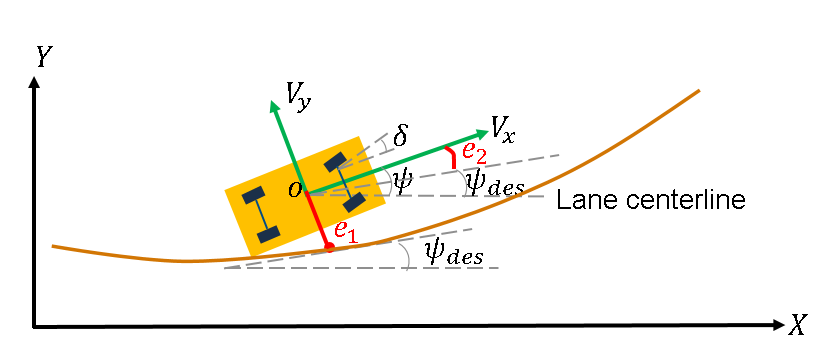 Y
V_y
δ
V_x
e_2
o
ψ
ψ_des
Lane centerline
e_1
ψ_des
X